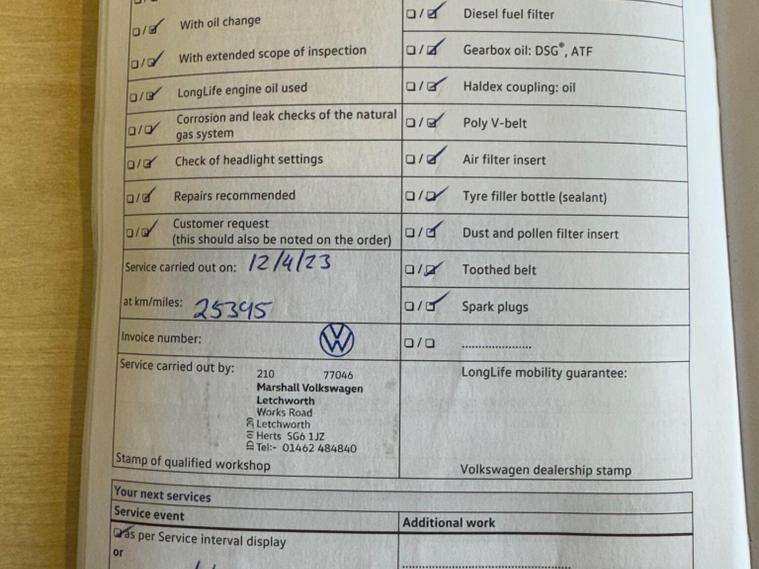 With oil change
With extended scope of inspection
LongLife engine oil used
Corrosion and leak checks of the natural
gas system
Check of headlight settings
Repairs recommended
Customer request
(this should also be noted on the order)
Service carried out on: 12/4/23
at km/miles: 25395
Invoice number:
Service carried out by:
210 77046
Marshall Volkswagen
Letchworth
Works Road
Letchworth
Herts SG6 1JZ
Tel:- 01462 484840
Stamp of qualified workshop
Diesel fuel filter
Gearbox oil: DSG®, ATF
Haldex coupling: oil
Poly V-belt
Air filter insert
Tyre filler bottle (sealant)
Dust and pollen filter insert
Toothed belt
Spark plugs
......................
LongLife mobility guarantee:
Volkswagen dealership stamp
Your next services
Service event
as per Service interval display
or
Additional work